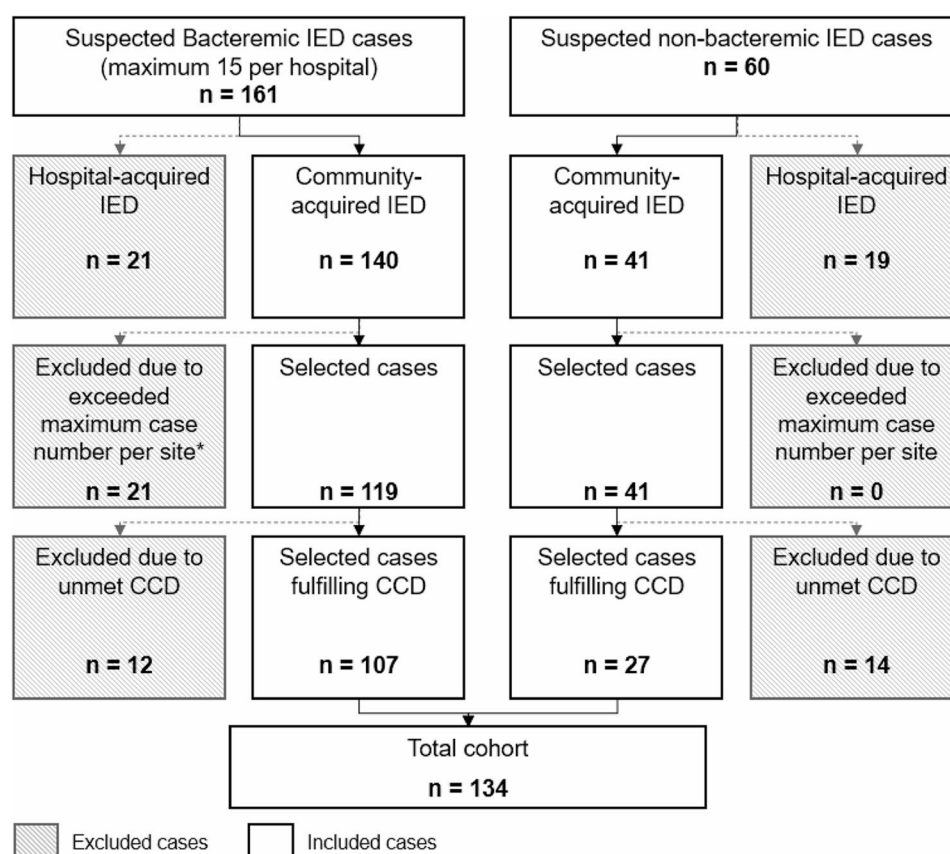 Suspected Bacteremic IED cases
(maximum 15 per hospital)
n = 161
Suspected non-bacteremic IED cases
n = 60
Hospital-acquired
IED
n = 21
Community-
acquired IED
n = 140
Community-
acquired IED
n = 41
Hospital-acquired
IED
n = 19
Excluded due to
exceeded
maximum case
number per site*
n = 21
Selected cases
n = 119
Selected cases
n = 41
Excluded due to
exceeded
maximum case
number per site
n = 0
Excluded due to
unmet CCD
n = 12
Selected cases
fulfilling CCD
n = 107
Selected cases
fulfilling CCD
n = 27
Excluded due to
unmet CCD
n = 14
Total cohort
n = 134
Excluded cases
Included cases